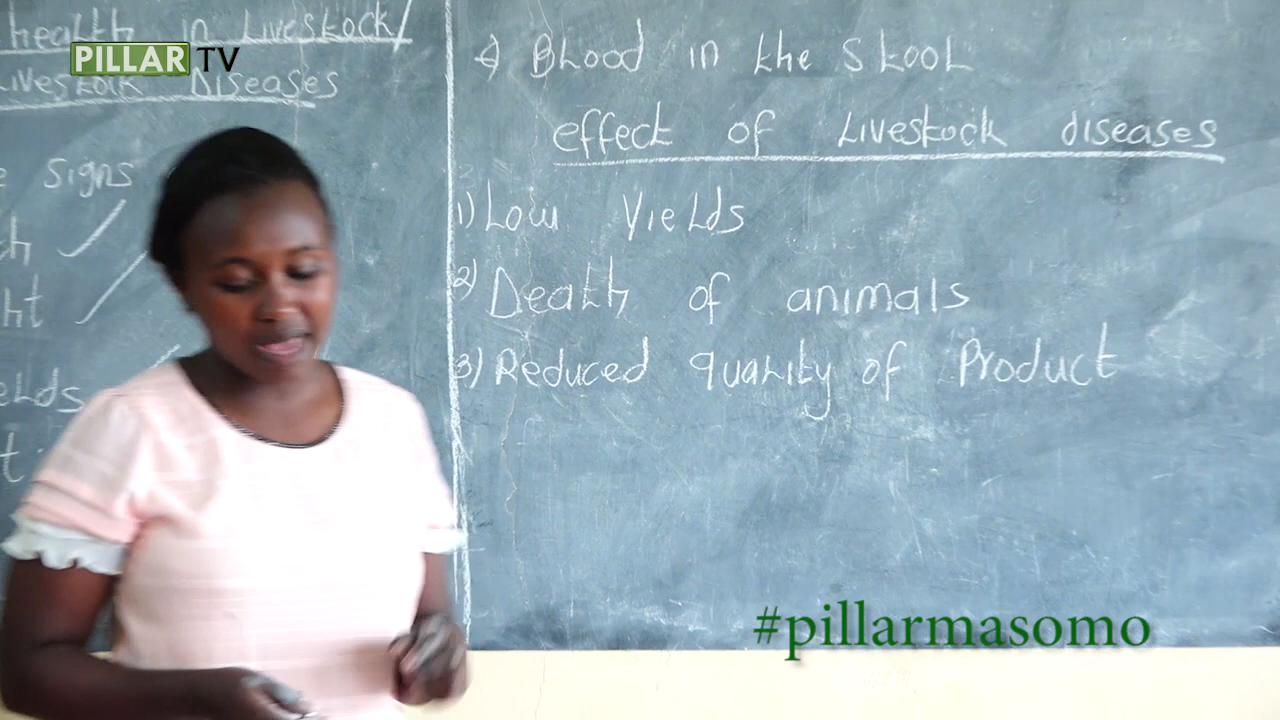 health in Livestock/
PILLAR TV
Livestock Diseases
signs
4) Blood in the stool
effect of Livestock diseases
1) Low Yields
2) Death of animals
3) Reduced quality of Product
#pillarmasomo